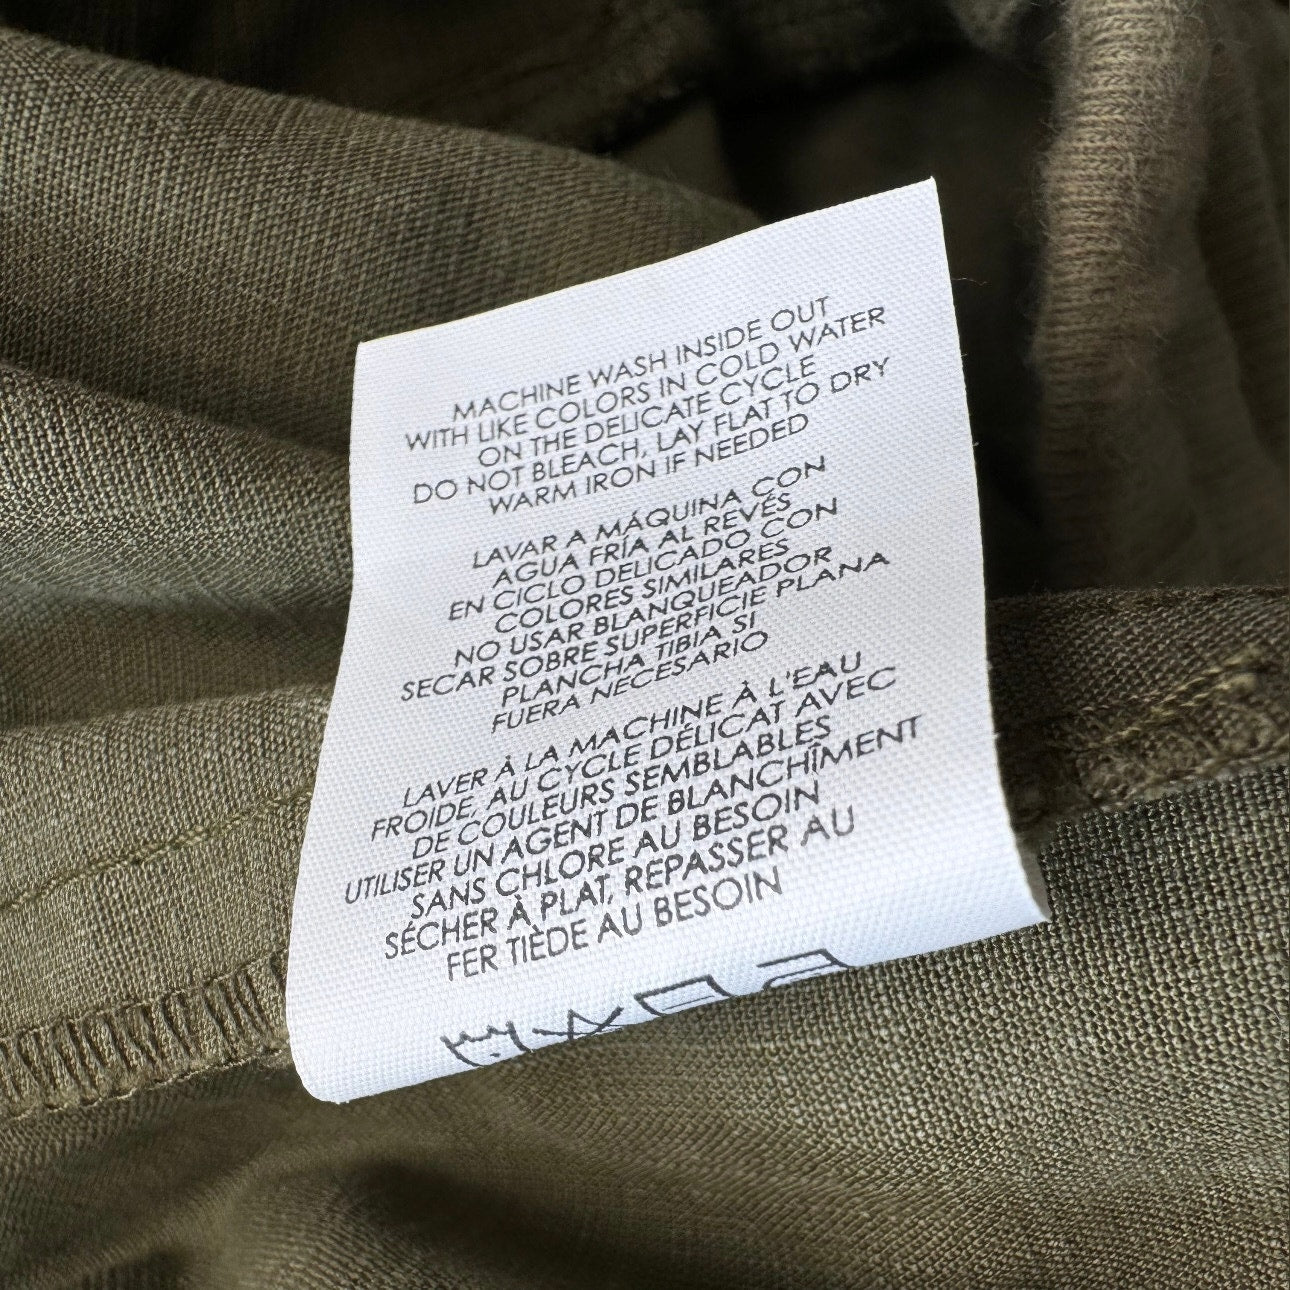 MACHINE WASH INSIDE OUT
WITH LIKE COLORS IN COLD WATER
ON THE DELICATE CYCLE
DO NOT BLEACH, LAY FLAT TO DRY
WARM IRON IF NEEDED
LAVAR A MÁQUINA CON
AGUA FRÍA AL REVÉS
EN CICLO DELICADO CON
COLORES SIMILARES
NO USAR BLANQUEADOR
SECAR SOBRE SUPERFICIE PLANA
PLANCHA TIBIA SI
FUERA NECESARIO
LAVER À LA MACHINE À L'EAU
FROIDE, AU CYCLE DÉLICAT AVEC
DE COULEURS SEMBLABLES
UTILISER UN AGENT DE BLANCHÎMENT
SANS CHLORE AU BESOIN
SÉCHER À PLAT, REPASSER AU
FER TIÈDE AU BESOIN